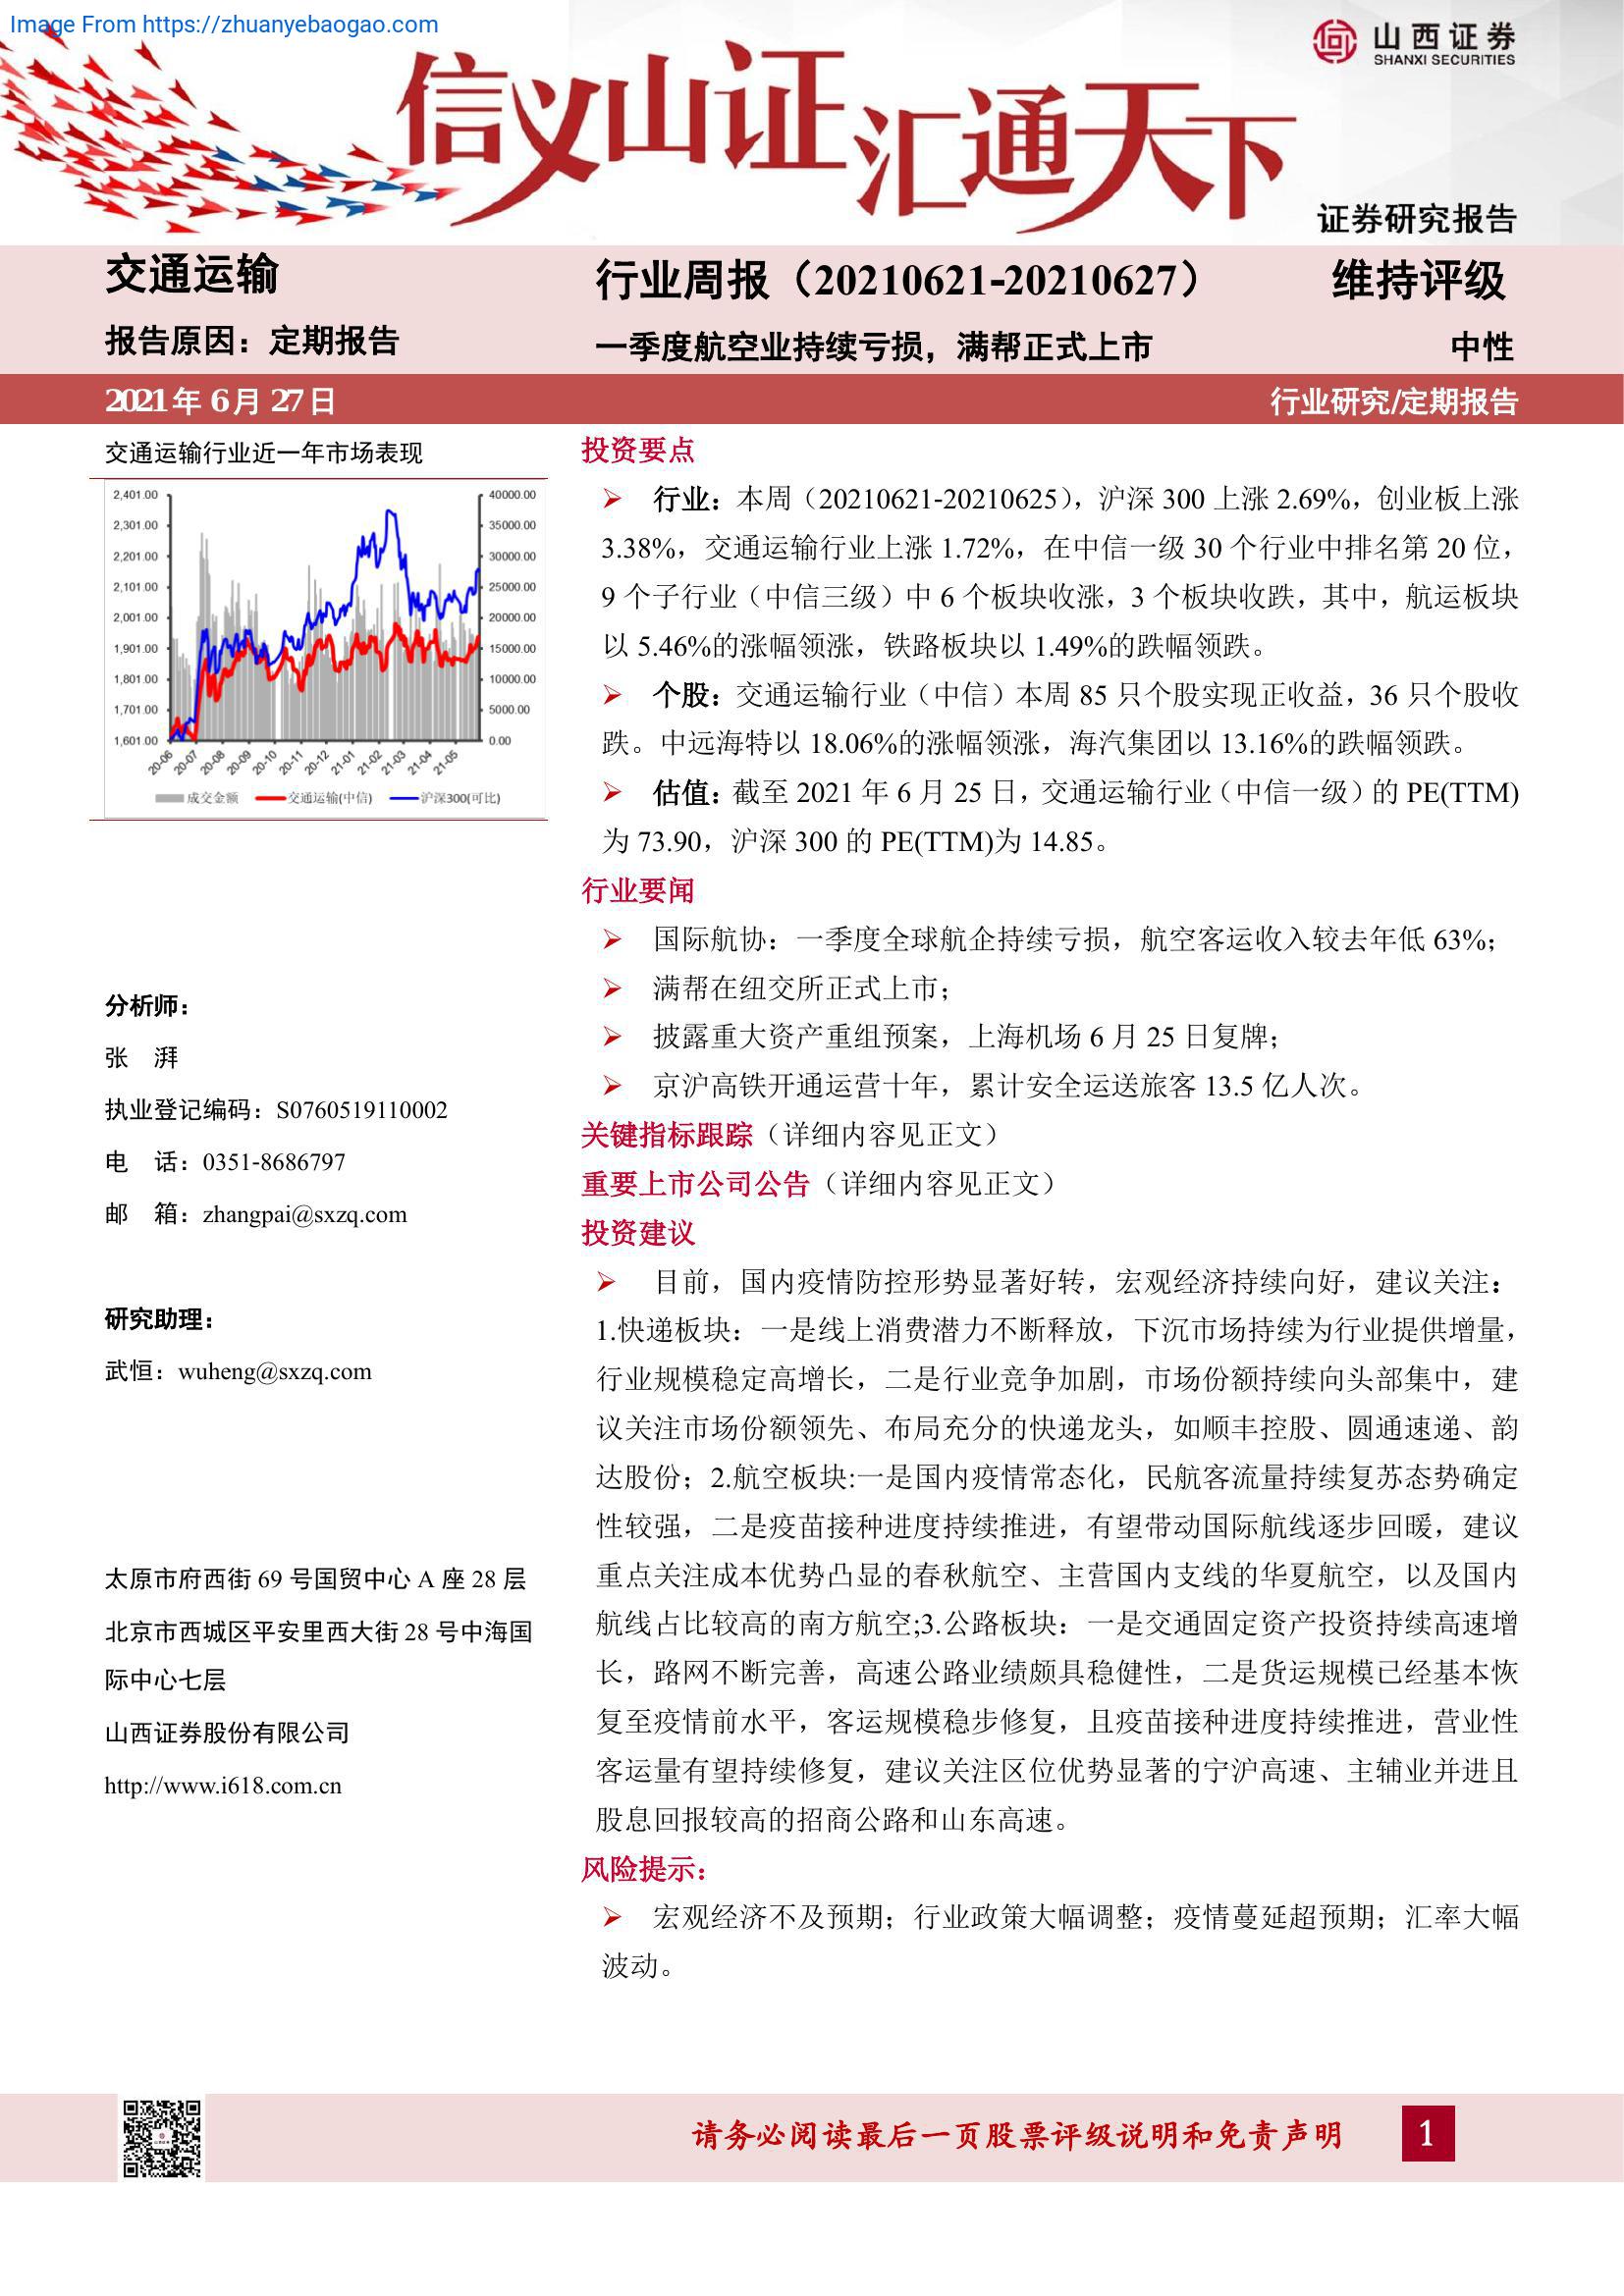 Image From https://zhuanyebaogao.com
山西证券
SHANXI SECURITIES
信义山证汇通天下
证券研究报告
交通运输
报告原因：定期报告
行业周报（20210621-20210627）
维持评级
一季度航空业持续亏损，满帮正式上市
中性
2021年6月27日
行业研究/定期报告
交通运输行业近一年市场表现
2,401.00
2,301.00
2,201.00
2,101.00
2,001.00
1,901.00
1,801.00
1,701.00
1,601.00
40000.00
35000.00
30000.00
25000.00
20000.00
15000.00
10000.00
5000.00
0.00
20-06 20-07 20-08 20-09 20-10 20-11 20-12 21-01 21-02 21-03 21-04 21-05
成交金额 交通运输(中信) 沪深300(可比)
分析师：
张 湃
执业登记编码：S0760519110002
电 话：0351-8686797
邮 箱：zhangpai@sxzq.com
研究助理：
武恒：wuheng@sxzq.com
太原市府西街 69 号国贸中心 A 座 28 层
北京市西城区平安里西大街 28 号中海国
际中心七层
山西证券股份有限公司
http://www.i618.com.cn
投资要点
➢ 行业：本周（20210621-20210625），沪深 300 上涨 2.69%，创业板上涨
3.38%，交通运输行业上涨 1.72%，在中信一级 30 个行业中排名第 20 位，
9 个子行业（中信三级）中 6 个板块收涨，3 个板块收跌，其中，航运板块
以 5.46%的涨幅领涨，铁路板块以 1.49%的跌幅领跌。
➢ 个股：交通运输行业（中信）本周 85 只个股实现正收益，36 只个股收
跌。中远海特以 18.06%的涨幅领涨，海汽集团以 13.16%的跌幅领跌。
➢ 估值：截至 2021 年 6 月 25 日，交通运输行业（中信一级）的 PE(TTM)
为 73.90，沪深 300 的 PE(TTM)为 14.85。
行业要闻
➢ 国际航协：一季度全球航企持续亏损，航空客运收入较去年低 63%；
➢ 满帮在纽交所正式上市；
➢ 披露重大资产重组预案，上海机场 6 月 25 日复牌；
➢ 京沪高铁开通运营十年，累计安全运送旅客 13.5 亿人次。
关键指标跟踪（详细内容见正文）
重要上市公司公告（详细内容见正文）
投资建议
➢ 目前，国内疫情防控形势显著好转，宏观经济持续向好，建议关注：
1.快递板块：一是线上消费潜力不断释放，下沉市场持续为行业提供增量，
行业规模稳定高增长，二是行业竞争加剧，市场份额持续向头部集中，建
议关注市场份额领先、布局充分的快递龙头，如顺丰控股、圆通速递、韵
达股份；2.航空板块:一是国内疫情常态化，民航客流量持续复苏态势确定
性较强，二是疫苗接种进度持续推进，有望带动国际航线逐步回暖，建议
重点关注成本优势凸显的春秋航空、主营国内支线的华夏航空，以及国内
航线占比较高的南方航空;3.公路板块：一是交通固定资产投资持续高速增
长，路网不断完善，高速公路业绩颇具稳健性，二是货运规模已经基本恢
复至疫情前水平，客运规模稳步修复，且疫苗接种进度持续推进，营业性
客运量有望持续修复，建议关注区位优势显著的宁沪高速、主辅业并进且
股息回报较高的招商公路和山东高速。
风险提示：
➢ 宏观经济不及预期；行业政策大幅调整；疫情蔓延超预期；汇率大幅
波动。
请务必阅读最后一页股票评级说明和免责声明
1